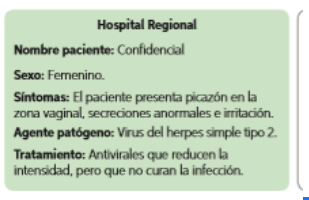 Hospital Regional
Nombre paciente: Confidencial
Sexo: Femenino.
Síntomas: El paciente presenta picazón en la
zona vaginal, secreciones anormales e irritación.
Agente patógeno: Virus del herpes simple tipo 2.
Tratamiento: Antivirales que reducen la
intensidad, pero que no curan la infección.